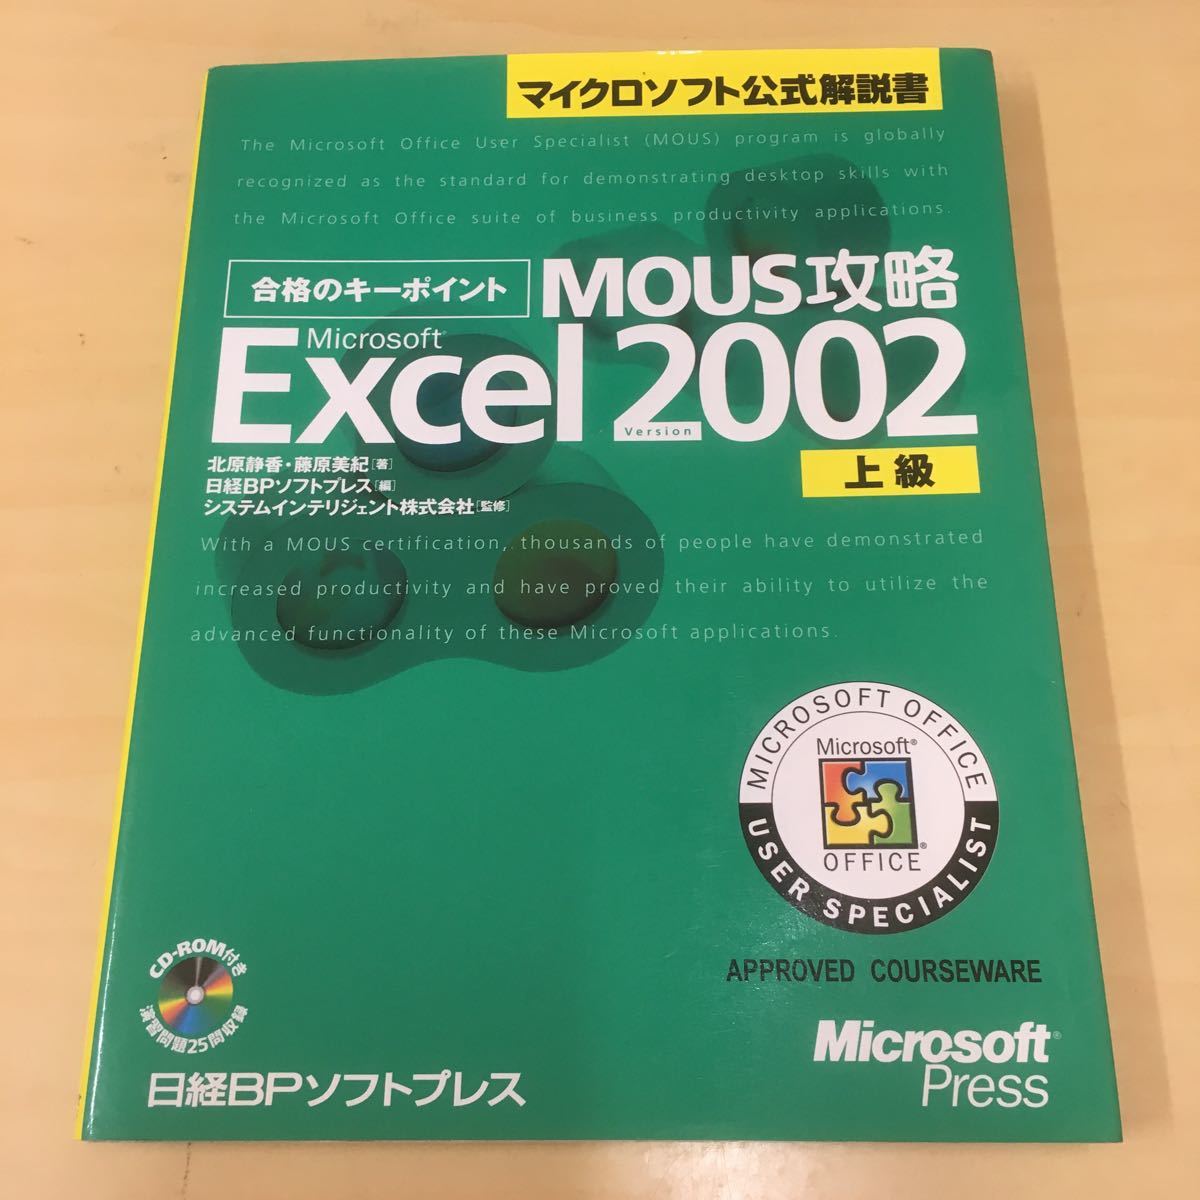 マイクロソフト公式解説書
The Microsoft Office User Specialist (MOUS) program is globally
recognized as the standard for demonstrating desktop skills with
the Microsoft Office suite of business productivity applications.
合格のキーポイント
MOUS攻略
Microsoft®
Excel Version 2002
上級
北原静香・藤原美紀[著]
日経BPソフトプレス[編]
システムインテリジェント株式会社[監修]
With a MOUS certification, thousands of people have demonstrated
increased productivity and have proved their ability to utilize the
advanced functionality of these Microsoft applications.
MICROSOFT OFFICE
Microsoft®
OFFICE®
USER SPECIALIST
APPROVED COURSEWARE
CD-ROM付き
演習問題25問収録
日経BPソフトプレス
Microsoft®
Press